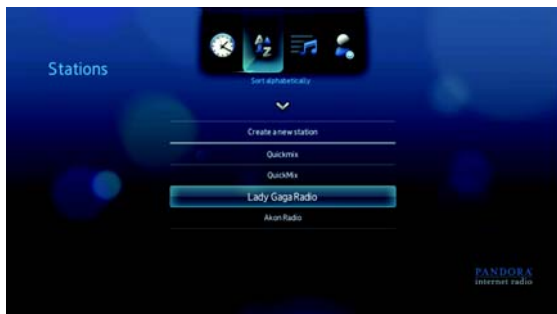 Stations
A Z
Sort alphabetically
Create a new station
Quickmix
QuickMix
Lady Gaga Radio
Akon Radio
PANDORA
internet radio